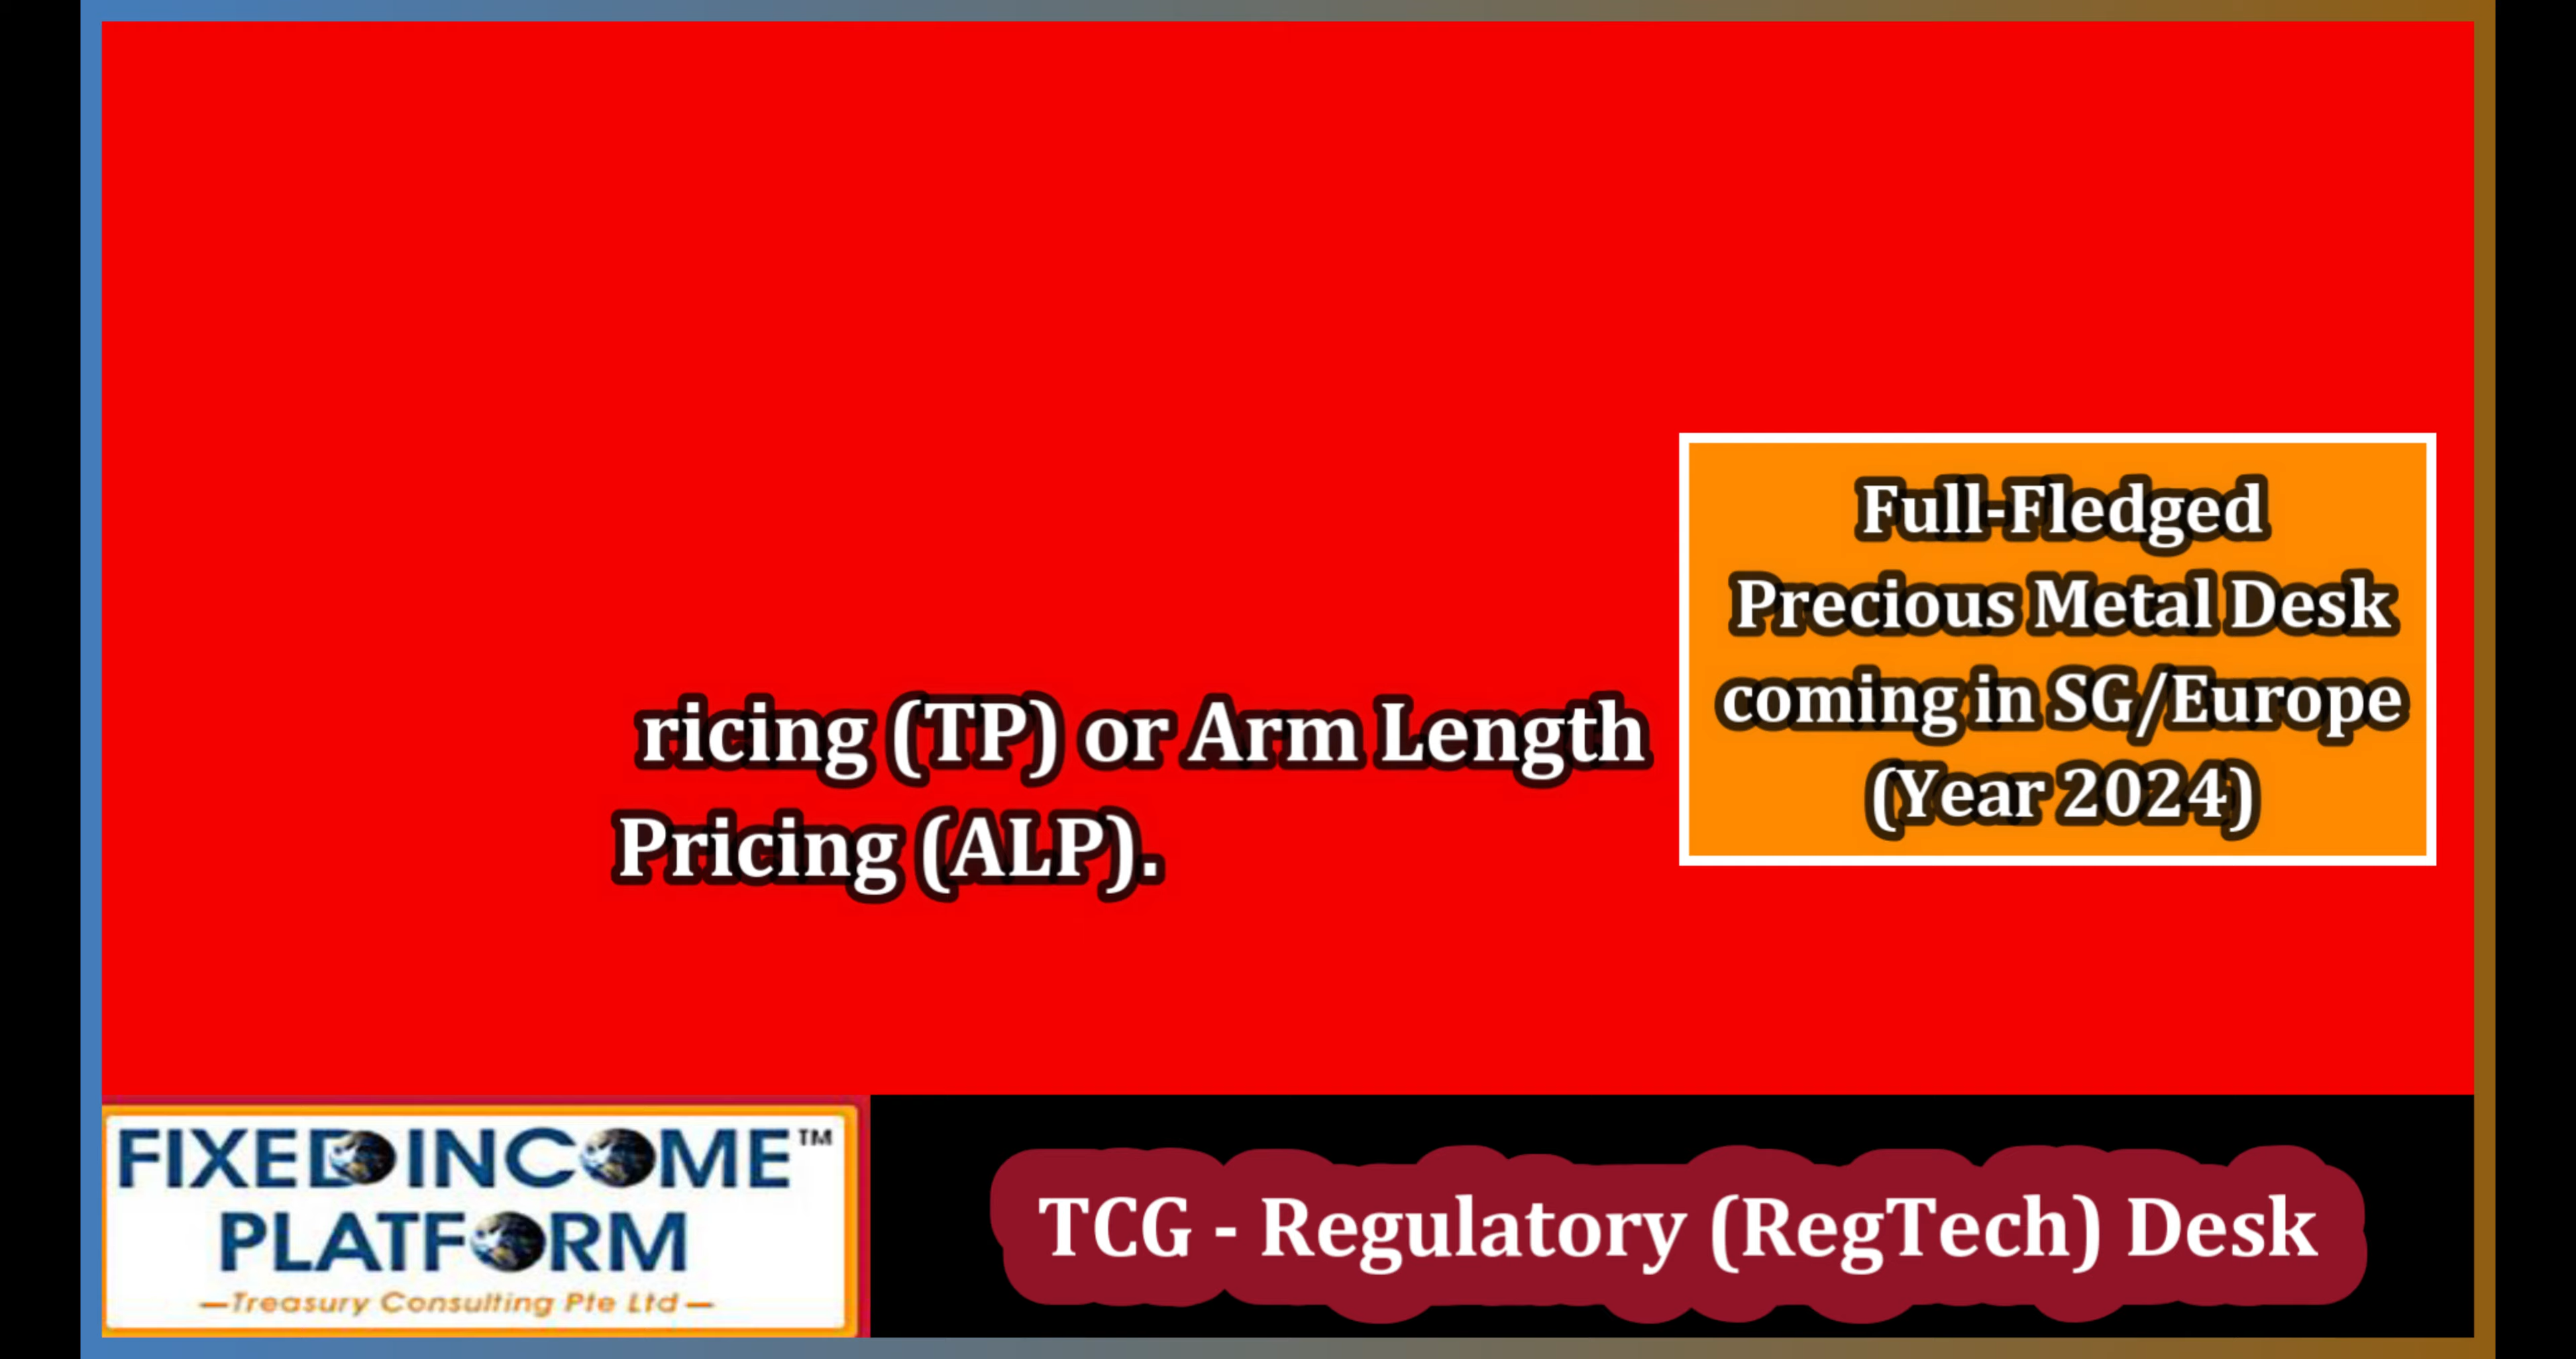 ricing (TP) or Arm Length
Pricing (ALP).
Full-Fledged
Precious Metal Desk
coming in SG/Europe
(Year 2024)
FIXED INCOME™
PLATFORM
—Treasury Consulting Pte Ltd—
TCG - Regulatory (RegTech) Desk